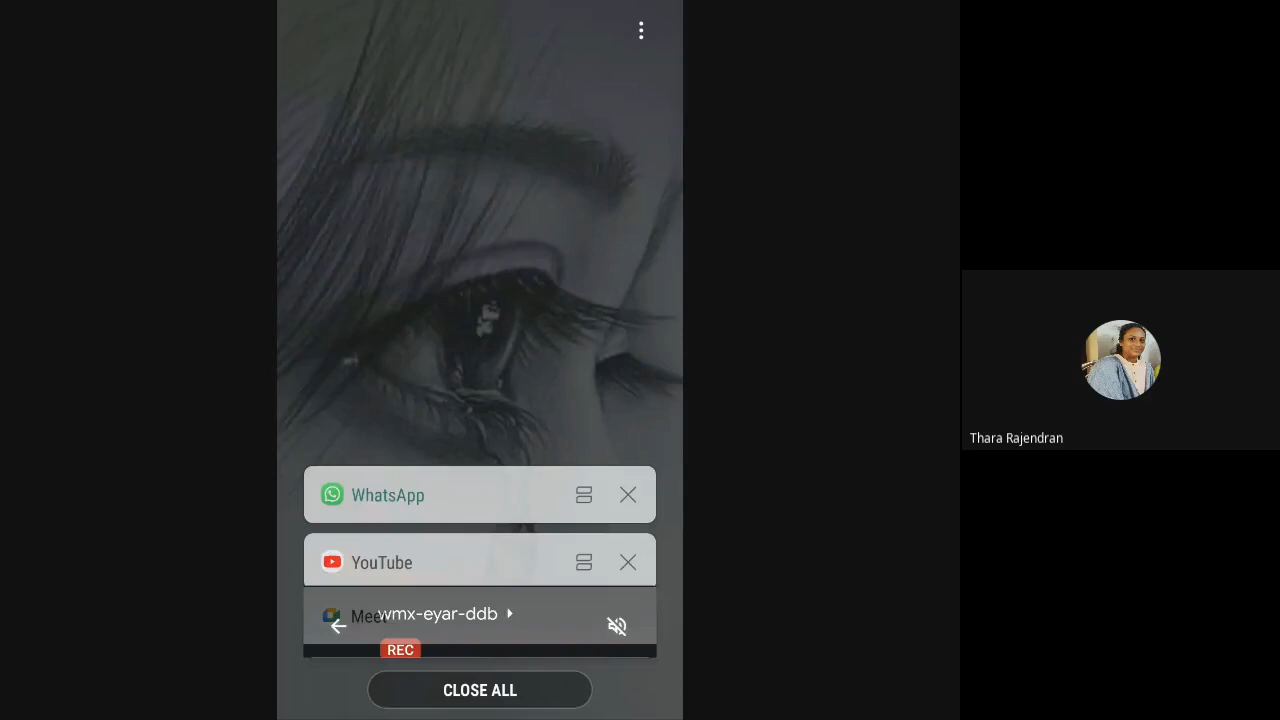 WhatsApp
YouTube
Meet
wmx-eyar-ddb
REC
CLOSE ALL
Thara Rajendran